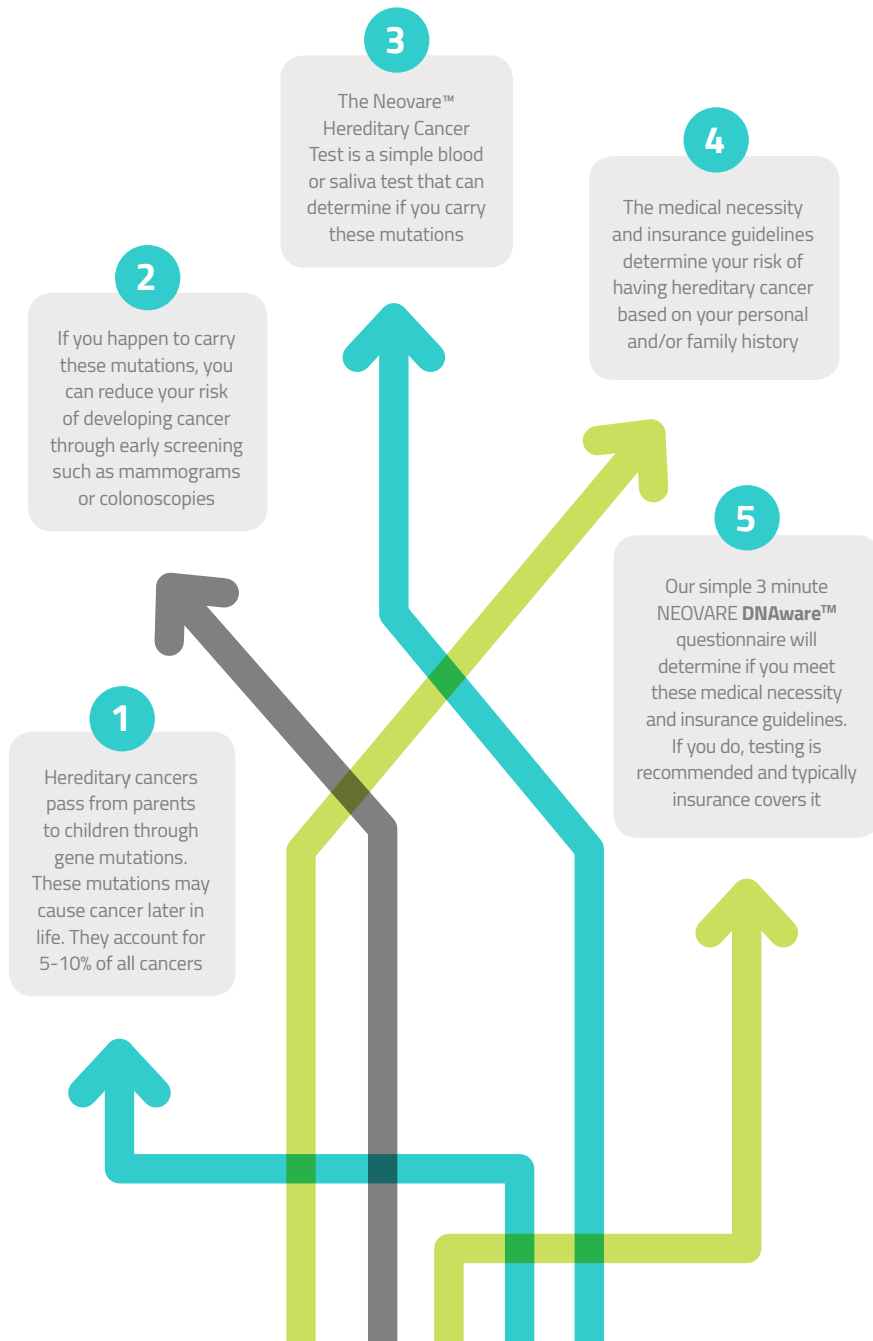 1
Hereditary cancers
pass from parents
to children through
gene mutations.
These mutations may
cause cancer later in
life. They account for
5-10% of all cancers
2
If you happen to carry
these mutations, you
can reduce your risk
of developing cancer
through early screening
such as mammograms
or colonoscopies
3
The Neovare™
Hereditary Cancer
Test is a simple blood
or saliva test that can
determine if you carry
these mutations
4
The medical necessity
and insurance guidelines
determine your risk of
having hereditary cancer
based on your personal
and/or family history
5
Our simple 3 minute
NEOVARE DNAware™
questionnaire will
determine if you meet
these medical necessity
and insurance guidelines.
If you do, testing is
recommended and typically
insurance covers it